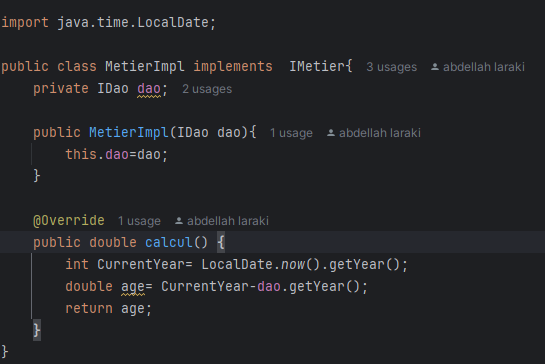 import java.time.LocalDate;
public class MetierImpl implements  IMetier{ 3 usages abdellah laraki
private IDao dao; 2 usages
public MetierImpl(IDao dao){ 1 usage abdellah laraki
this.dao=dao;
}
@Override 1 usage abdellah laraki
public double calcul() {
int CurrentYear= LocalDate.now().getYear();
double age= CurrentYear-dao.getYear();
return age;
}
}